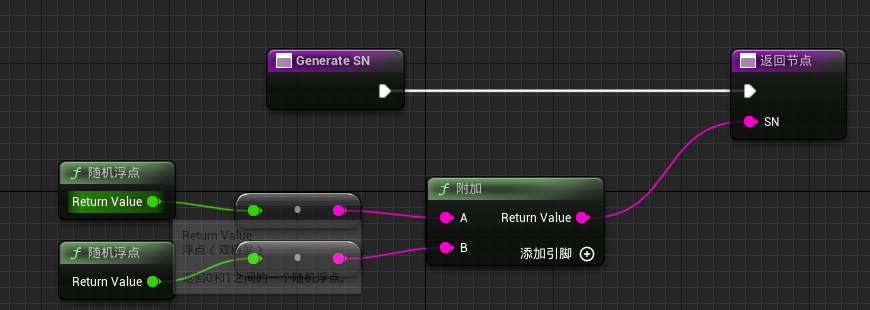 Generate SN
返回节点
SN
随机浮点
Return Value
附加
A
Return Value
B
添加引脚
Return Value
浮点（双精度）
随机浮点
Return Value
返回0和1之间的一个随机浮点。